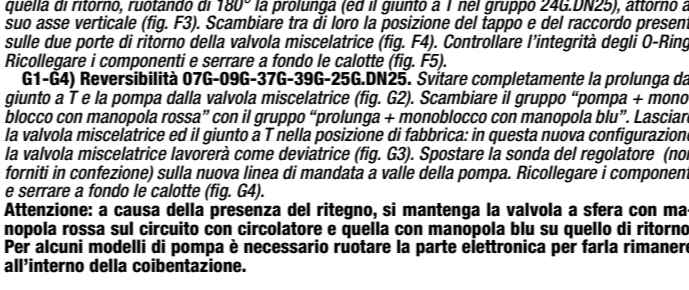 quella di ritorno, ruotando di 180° la prolunga (ed il giunto a T nel gruppo 24G.DN25), attorno a
suo asse verticale (fig. F3). Scambiare tra di loro la posizione del tappo e del raccordo present
sulle due porte di ritorno della valvola miscelatrice (fig. F4). Controllare l'integrità degli O-Ring
Ricollegare i componenti e serrare a fondo le calotte (fig. F5).
G1-G4) Reversibilità 07G-09G-37G-39G-25G.DN25. Svitare completamente la prolunga da
giunto a T e la pompa dalla valvola miscelatrice (fig. G2). Scambiare il gruppo “pompa + mono
blocco con manopola rossa” con il gruppo “prolunga + monoblocco con manopola blu”. Lasciare
la valvola miscelatrice ed il giunto a T nella posizione di fabbrica: in questa nuova configurazione
la valvola miscelatrice lavorerà come deviatrice (fig. G3). Spostare la sonda del regolatore (non
forniti in confezione) sulla nuova linea di mandata a valle della pompa. Ricollegare i component
e serrare a fondo le calotte (fig. G4).
Attenzione: a causa della presenza del ritegno, si mantenga la valvola a sfera con ma-
nopola rossa sul circuito con circolatore e quella con manopola blu su quello di ritorno
Per alcuni modelli di pompa è necessario ruotare la parte elettronica per farla rimanere
all'interno della coibentazione.